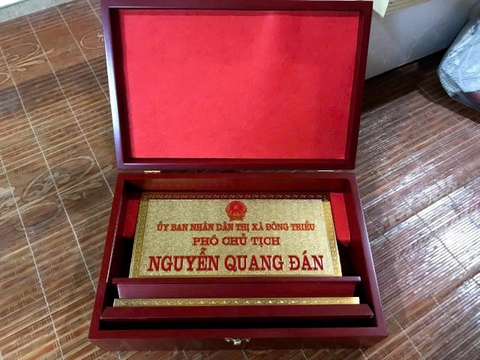 ỦY BAN NHÂN DÂN THỊ XÃ ĐÔNG TRIỀU
PHÓ CHỦ TỊCH
NGUYỄN QUANG ĐÁN